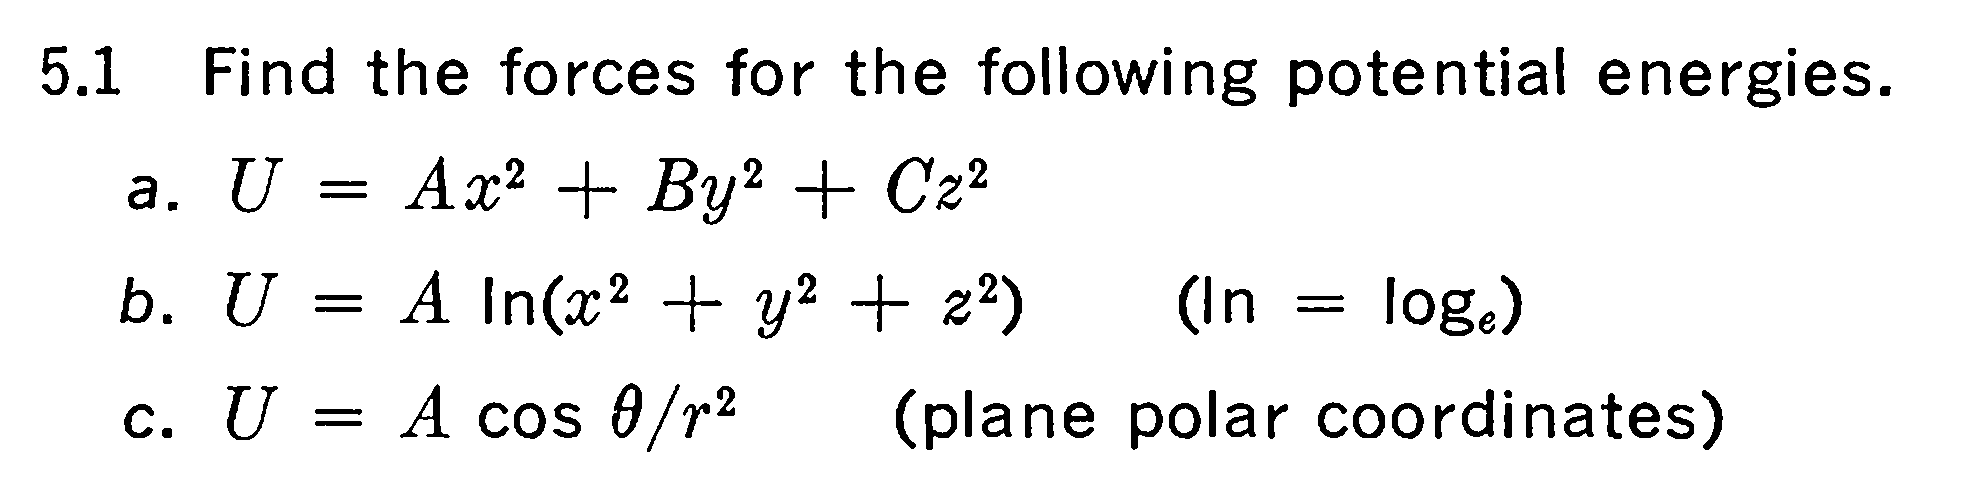 5.1 Find the forces for the following potential energies.
a. U = Ax² + By² + Cz²
b. U = A ln(x² + y² + z²) (ln = logₑ)
c. U = A cos θ/r² (plane polar coordinates)